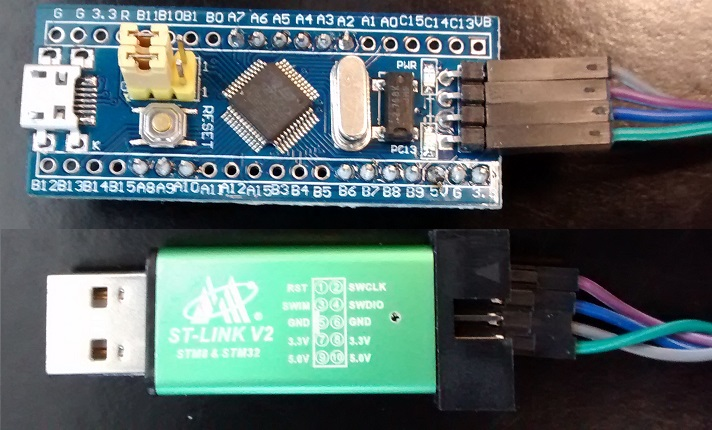 G G 3.3 R B11 B10 B1 B0 A7 A6 A5 A4 A3 A2 A1 A0 C15 C14 C13 VB
1
1
PWR
RESET
K
PC13
B12 B13 B14 B15 A8 A9 A10 A11 A12 A15 B3 B4 B5 B6 B7 B8 B9 5V G 3.
RST 1 2 SWCLK
SWIM 3 4 SWDIO
GND 5 6 GND
3.3V 7 8 3.3V
5.0V 9 10 5.0V
®
ST-LINK V2
STM8 & STM32